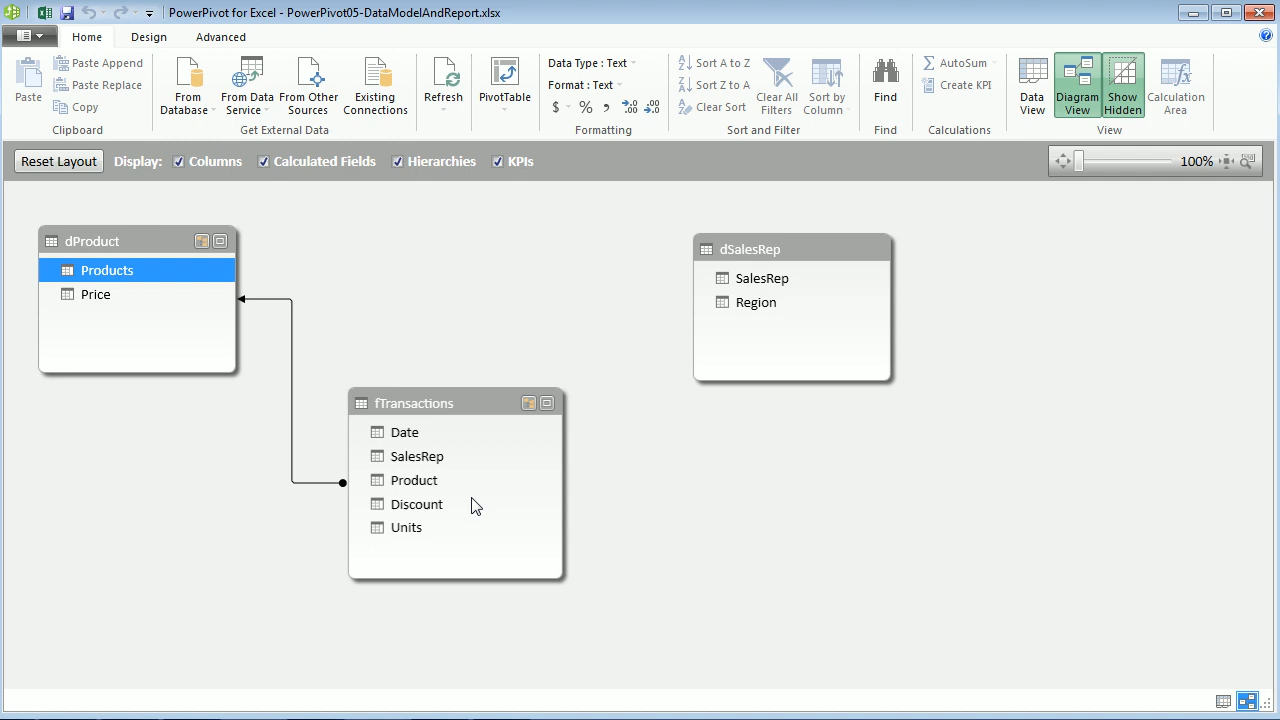 PowerPivot for Excel - PowerPivot05-DataModelAndReport.xlsx
Home Design Advanced
Paste
Paste Append
Paste Replace
Copy
Clipboard
From Database
From Data Service
From Other Sources
Existing Connections
Get External Data
Refresh
PivotTable
Data Type : Text
Format : Text
$ % ,
Formatting
Sort A to Z
Sort Z to A
Clear Sort
Clear All Filters
Sort by Column
Sort and Filter
Find
Find
AutoSum
Create KPI
Calculations
Data View
Diagram View
Show Hidden
Calculation Area
View
Reset Layout Display: Columns Calculated Fields Hierarchies KPIs 100%
dProduct
Products
Price
dSalesRep
SalesRep
Region
fTransactions
Date
SalesRep
Product
Discount
Units